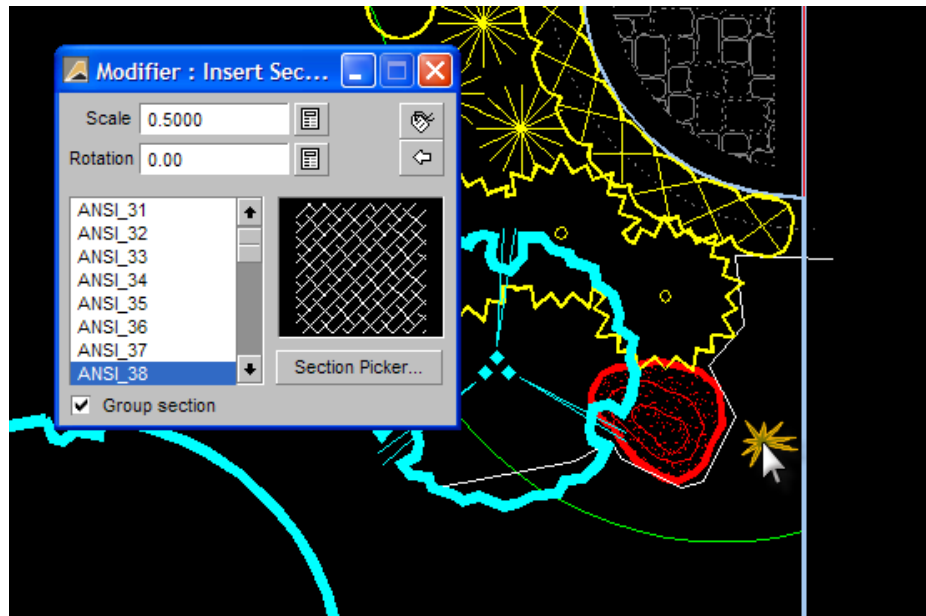 Modifier : Insert Sec...
Scale 0.5000
Rotation 0.00
ANSI_31
ANSI_32
ANSI_33
ANSI_34
ANSI_35
ANSI_36
ANSI_37
ANSI_38
Section Picker...
Group section